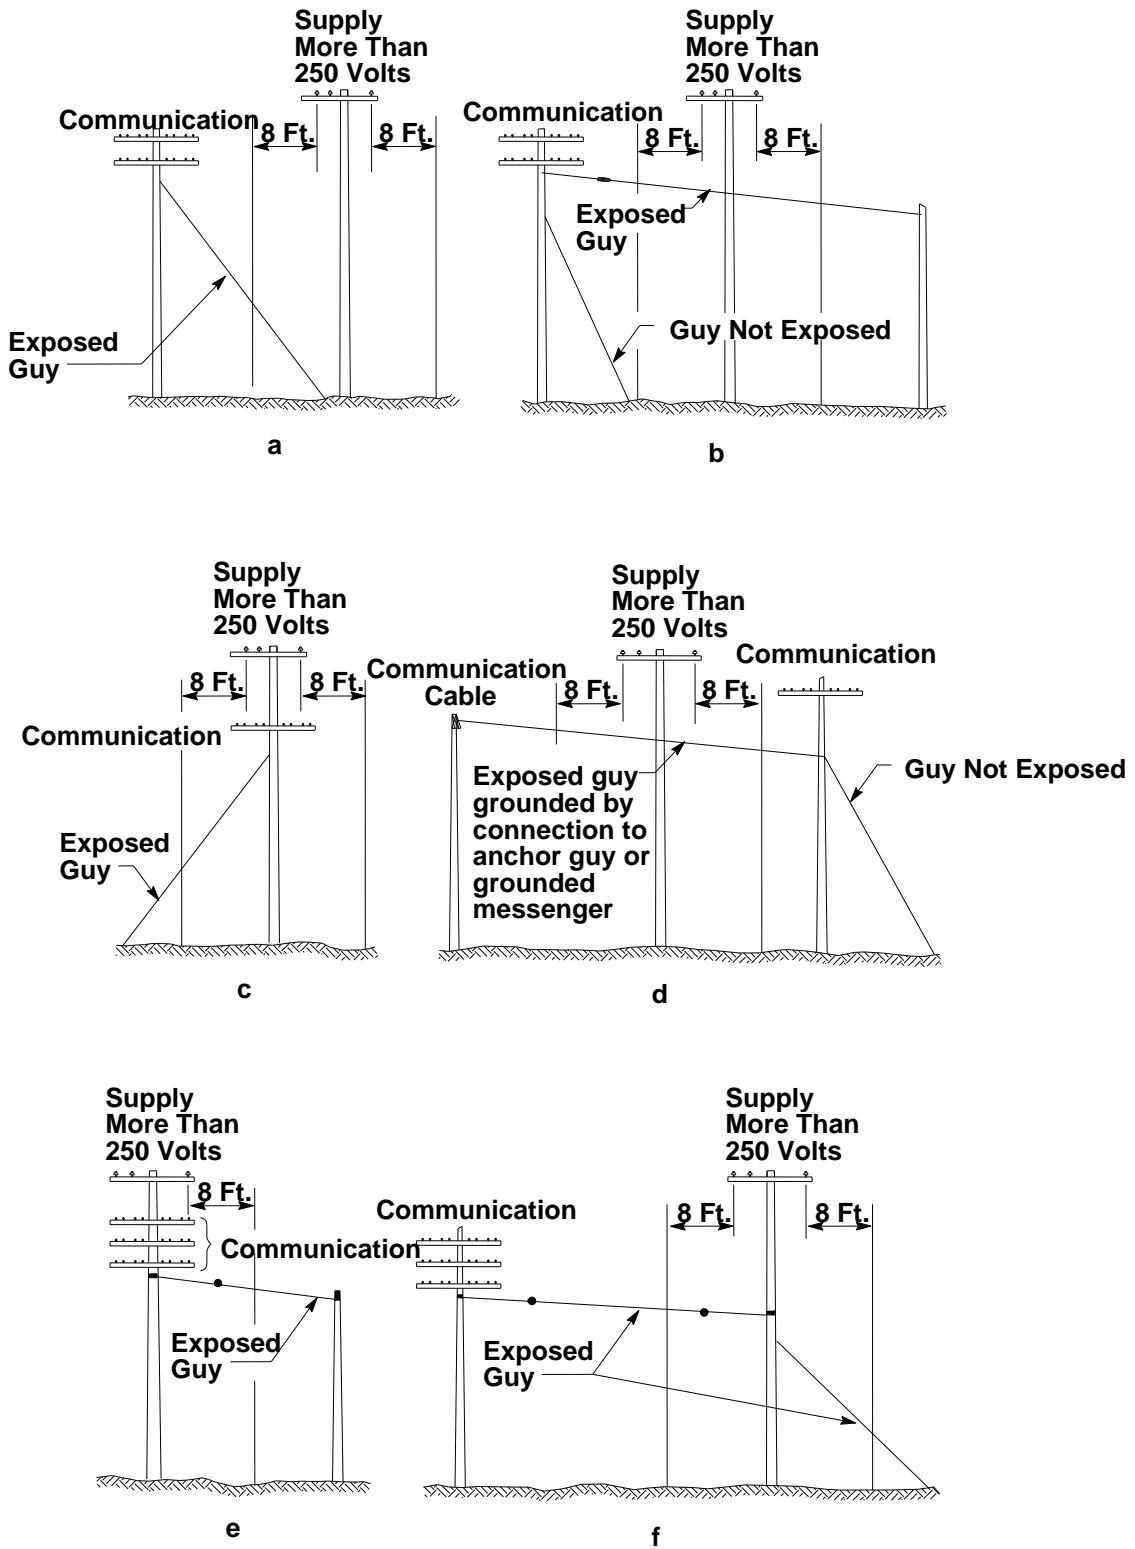 Supply
More Than
250 Volts
Communication
8 Ft.
8 Ft.
Exposed
Guy
a
Supply
More Than
250 Volts
Communication
8 Ft.
8 Ft.
Exposed
Guy
Guy Not Exposed
b
Supply
More Than
250 Volts
8 Ft.
8 Ft.
Communication
Exposed
Guy
c
Supply
More Than
250 Volts
Communication
Cable
Communication
8 Ft.
8 Ft.
Exposed guy
grounded by
connection to
anchor guy or
grounded
messenger
Guy Not Exposed
d
Supply
More Than
250 Volts
8 Ft.
Communication
Exposed
Guy
e
Supply
More Than
250 Volts
Communication
8 Ft.
8 Ft.
Exposed
Guy
f